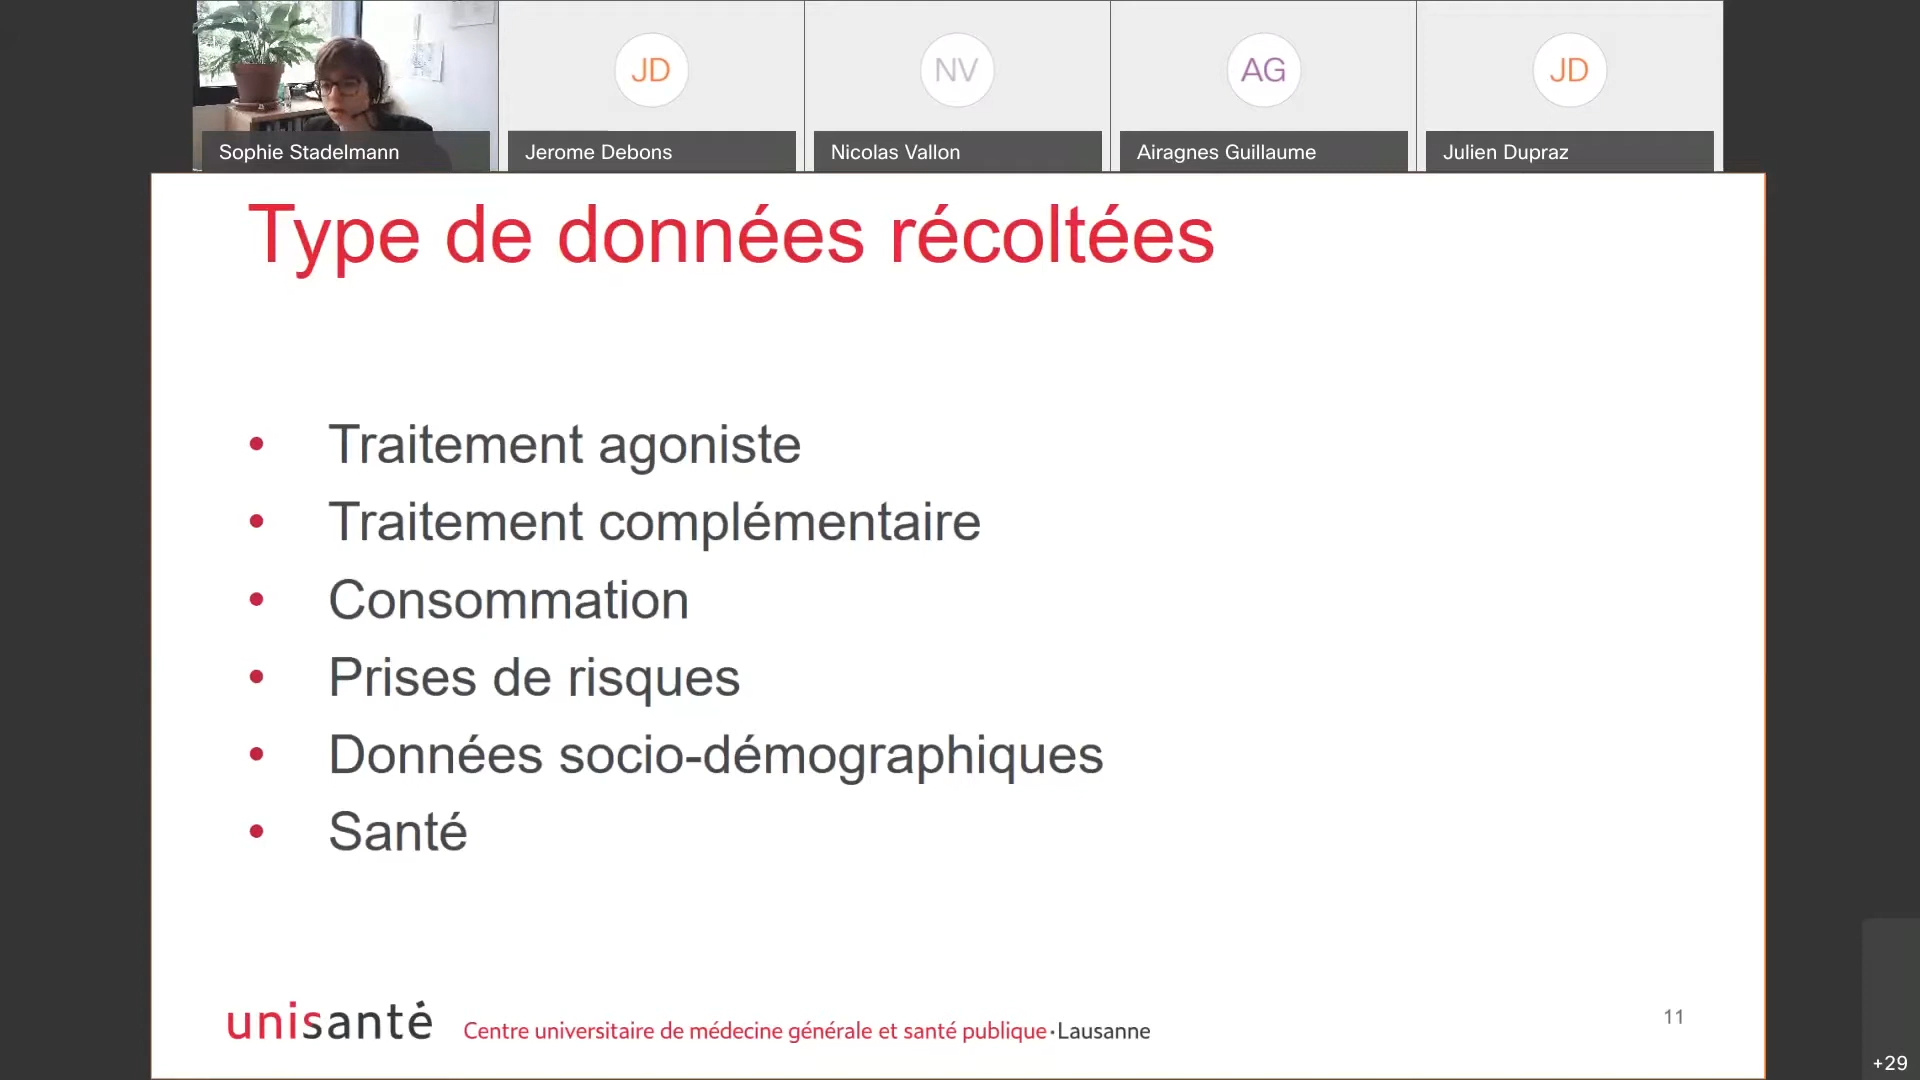 JD
NV
AG
JD
Sophie Stadelmann
Jerome Debons
Nicolas Vallon
Airagnes Guillaume
Julien Dupraz
Type de données récoltées
• Traitement agoniste
• Traitement complémentaire
• Consommation
• Prises de risques
• Données socio-démographiques
• Santé
unisanté
Centre universitaire de médecine générale et santé publique · Lausanne
11
+29